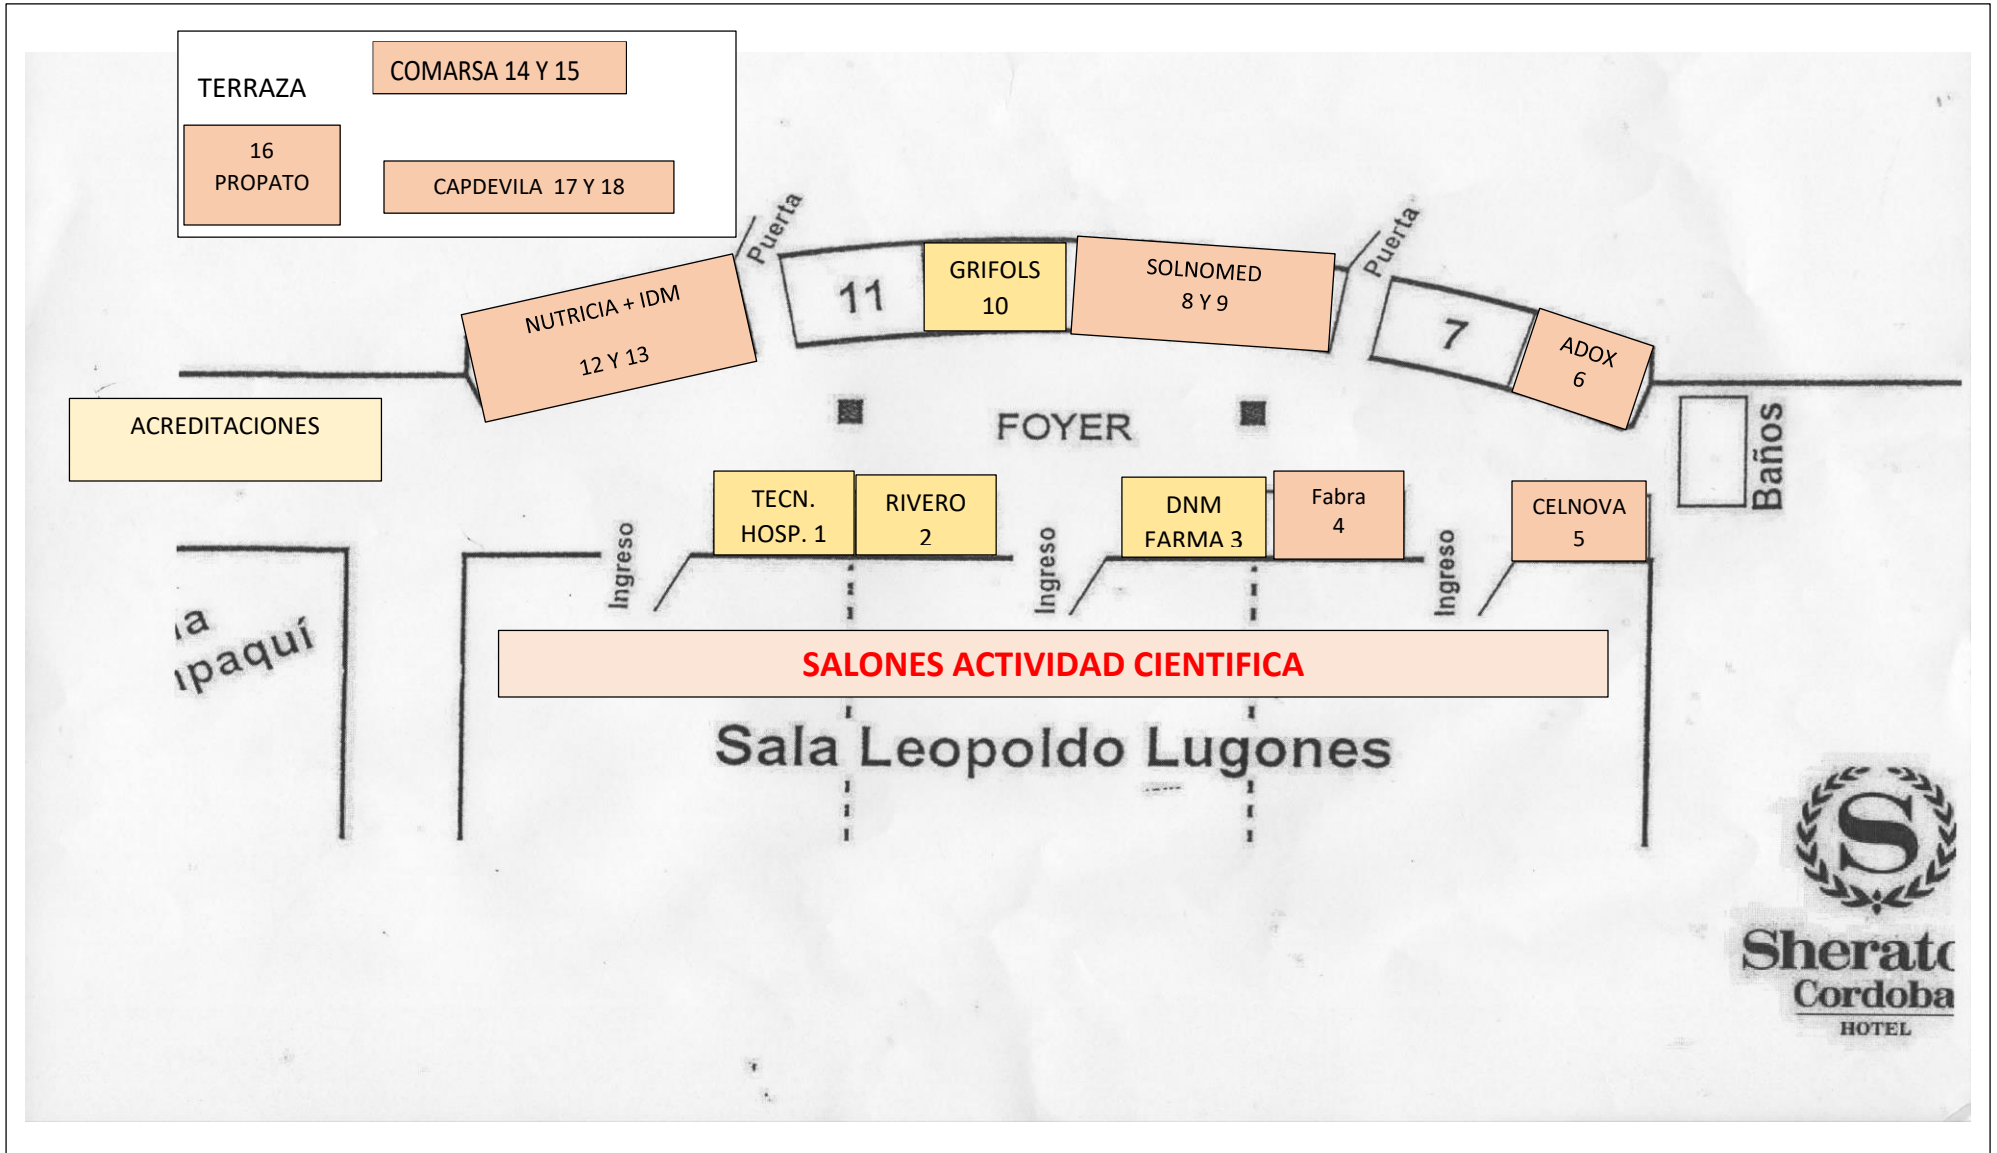 TERRAZA
COMARSA 14 Y 15
16
PROPATO
CAPDEVILA 17 Y 18
Puerta
Puerta
NUTRICIA + IDM
12 Y 13
11
GRIFOLS
10
SOLNOMED
8 Y 9
7
ADOX
6
ACREDITACIONES
FOYER
Baños
TECN.
HOSP. 1
RIVERO
2
DNM
FARMA 3
Fabra
4
CELNOVA
5
Ingreso
Ingreso
Ingreso
SALONES ACTIVIDAD CIENTIFICA
Sala Leopoldo Lugones
S
Cordoba
HOTEL